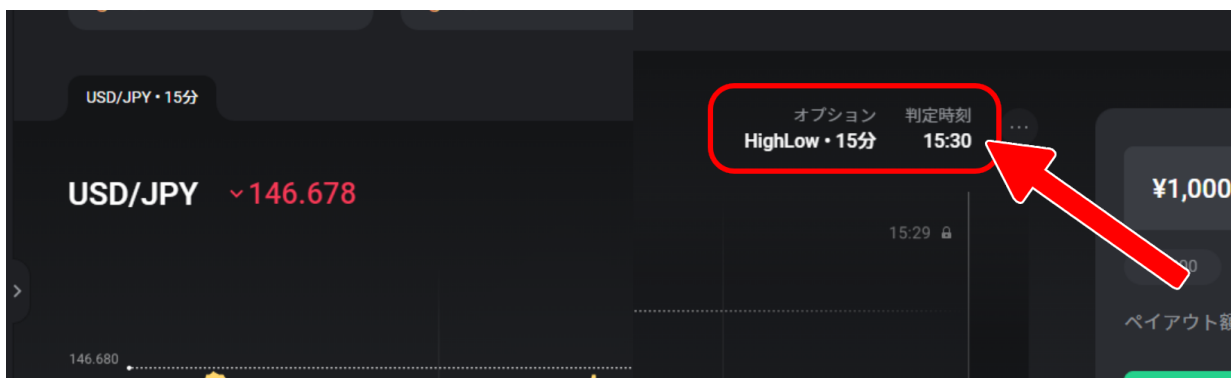 USD/JPY • 15分
USD/JPY 146.678
146.680
オプション 判定時刻
HighLow • 15分 15:30
...
15:29
¥1,000
ペイアウト額